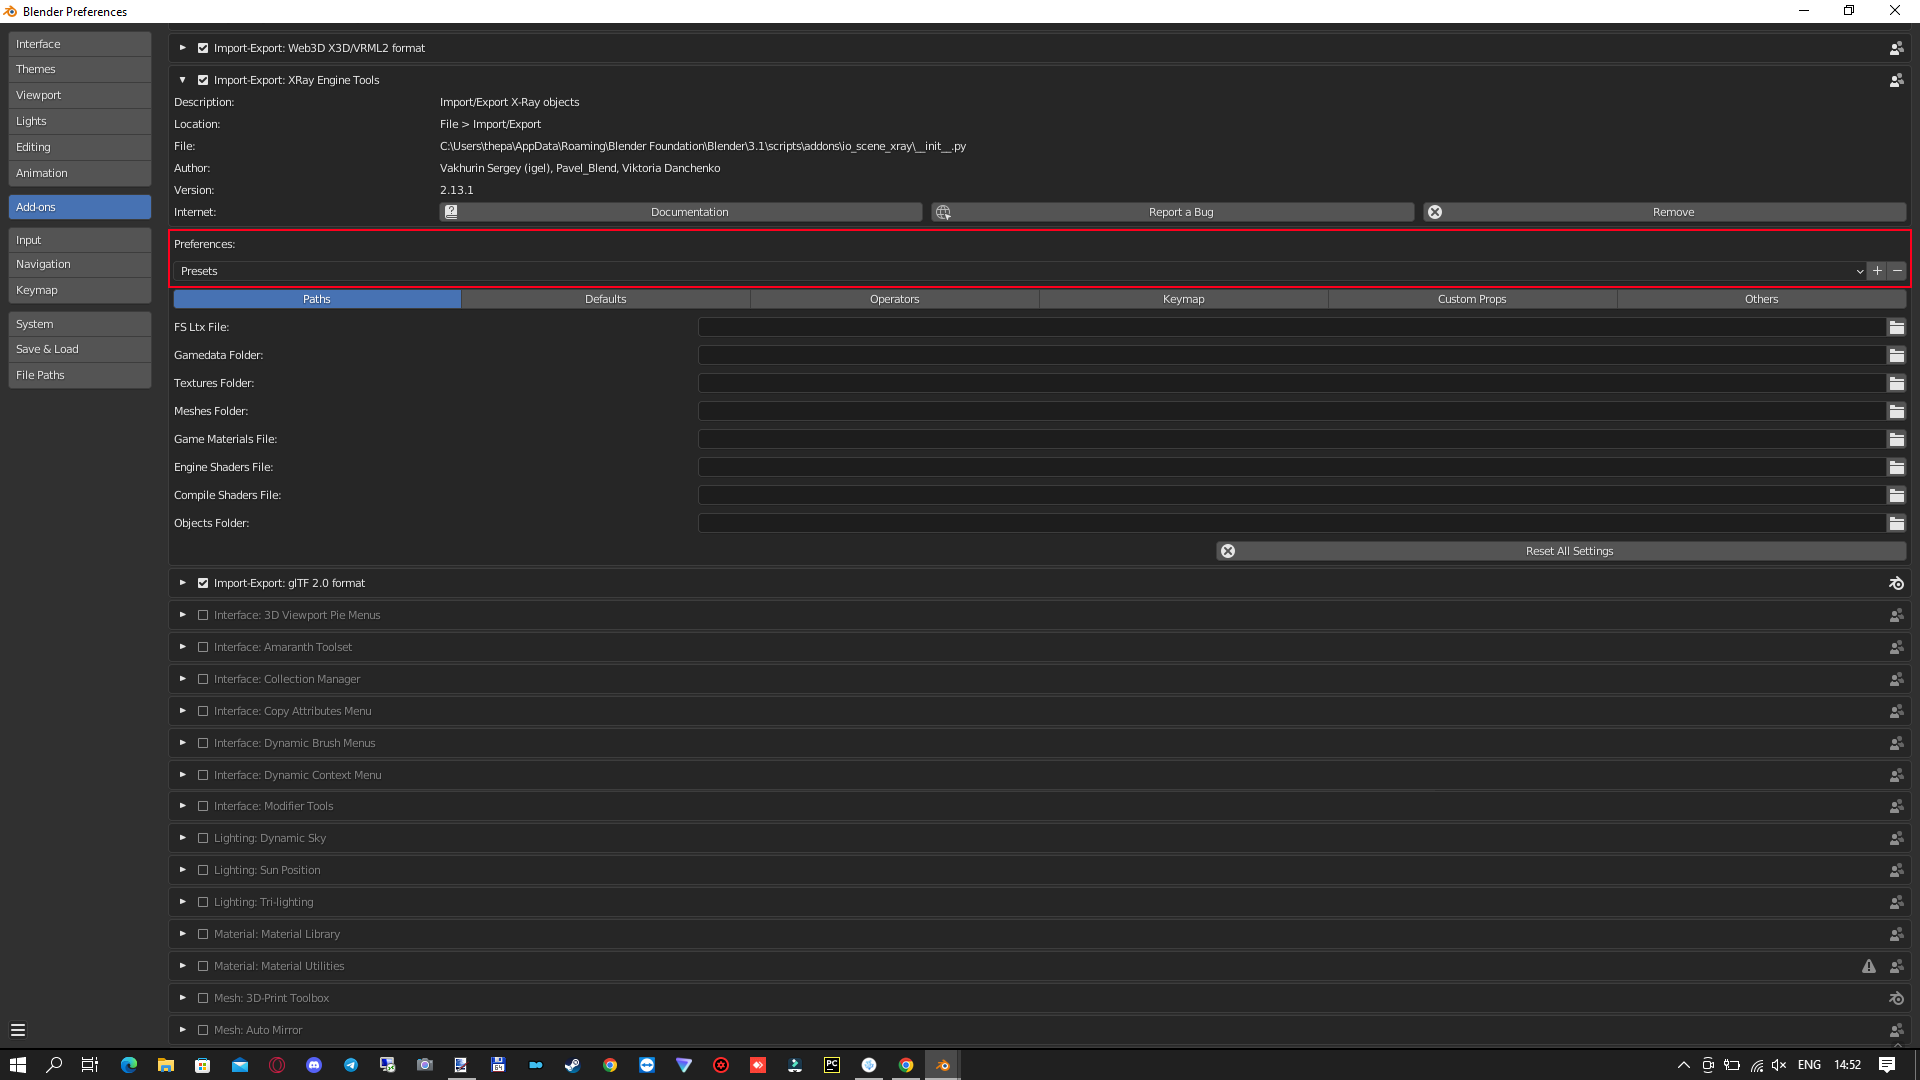 Blender Preferences
Interface
Themes
Viewport
Lights
Editing
Animation
Add-ons
Input
Navigation
Keymap
System
Save & Load
File Paths
Import-Export: Web3D X3D/VRML2 format
Import-Export: XRay Engine Tools
Description: Import/Export X-Ray objects
Location: File > Import/Export
File: C:\Users\thepa\AppData\Roaming\Blender Foundation\Blender\3.1\scripts\addons\io_scene_xray\__init__.py
Author: Vakhurin Sergey (igel), Pavel_Blend, Viktoria Danchenko
Version: 2.13.1
Internet: Documentation Report a Bug Remove
Preferences:
Presets
Paths Defaults Operators Keymap Custom Props Others
FS Ltx File:
Gamedata Folder:
Textures Folder:
Meshes Folder:
Game Materials File:
Engine Shaders File:
Compile Shaders File:
Objects Folder:
Reset All Settings
Import-Export: glTF 2.0 format
Interface: 3D Viewport Pie Menus
Interface: Amaranth Toolset
Interface: Collection Manager
Interface: Copy Attributes Menu
Interface: Dynamic Brush Menus
Interface: Dynamic Context Menu
Interface: Modifier Tools
Lighting: Dynamic Sky
Lighting: Sun Position
Lighting: Tri-lighting
Material: Material Library
Material: Material Utilities
Mesh: 3D-Print Toolbox
Mesh: Auto Mirror
64
PC
ENG 14:52